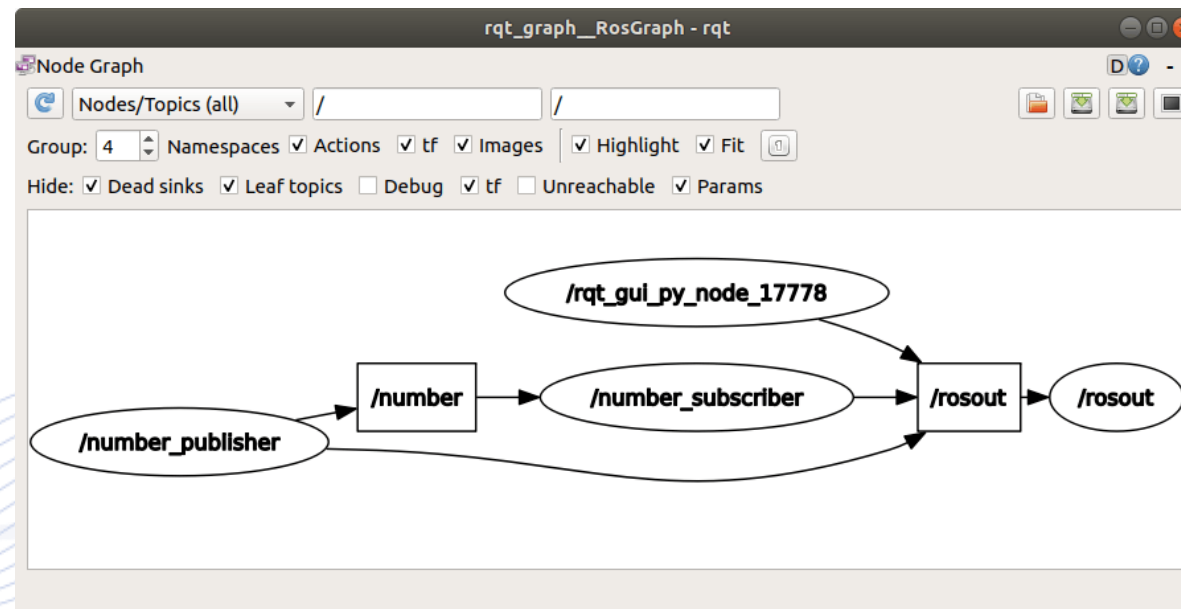 rqt_graph__RosGraph - rqt
Node Graph D ? -
Nodes/Topics (all) / /
Group: 4 Namespaces Actions tf Images Highlight Fit
Hide: Dead sinks Leaf topics Debug tf Unreachable Params
/rqt_gui_py_node_17778
/number /number_subscriber /rosout /rosout
/number_publisher